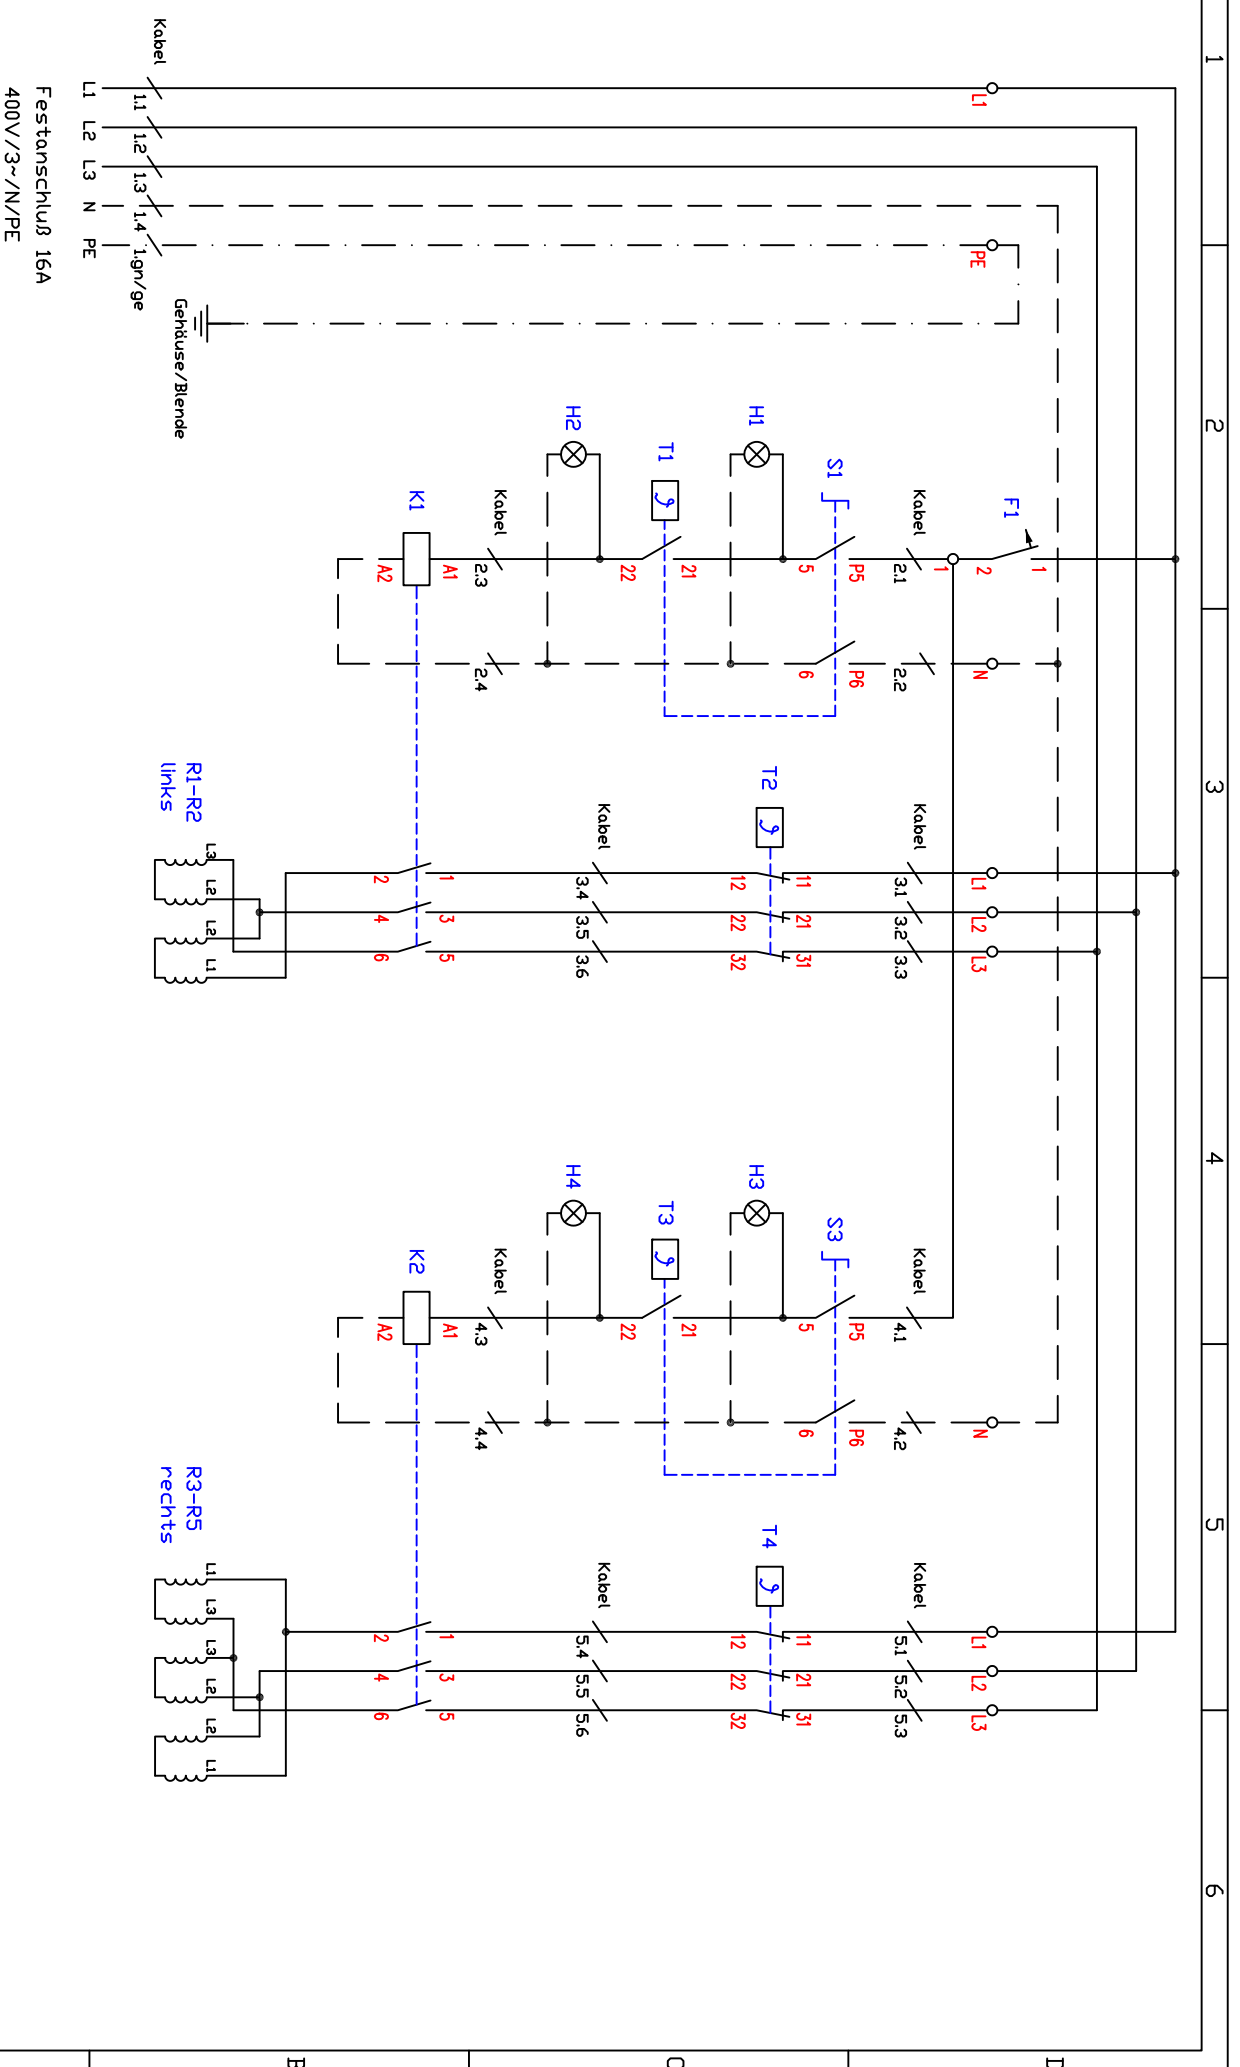 1
2
3
4
5
6
B
C
D
Kabel
1.1
1.2
1.3
1.4
1.gn/ge
L1
L2
L3
N
PE
Festanschluß 16A
400V/3~/N/PE
L1
PE
Gehäuse/Blende
F1
1
2
1
Kabel
2.1
2.2
N
S1
P5
5
P6
6
H1
T1
21
22
H2
Kabel
2.3
2.4
K1
A1
A2
L1
L2
L3
Kabel
3.1
3.2
3.3
T2
11
12
21
22
31
32
Kabel
3.4
3.5
3.6
1
2
3
4
5
6
R1-R2
links
L3
L2
L2
L1
Kabel
4.1
4.2
N
S3
P5
5
P6
6
H3
T3
21
22
H4
Kabel
4.3
4.4
K2
A1
A2
L1
L2
L3
Kabel
5.1
5.2
5.3
T4
11
12
21
22
31
32
Kabel
5.4
5.5
5.6
1
2
3
4
5
6
R3-R5
rechts
L1
L3
L3
L2
L2
L1